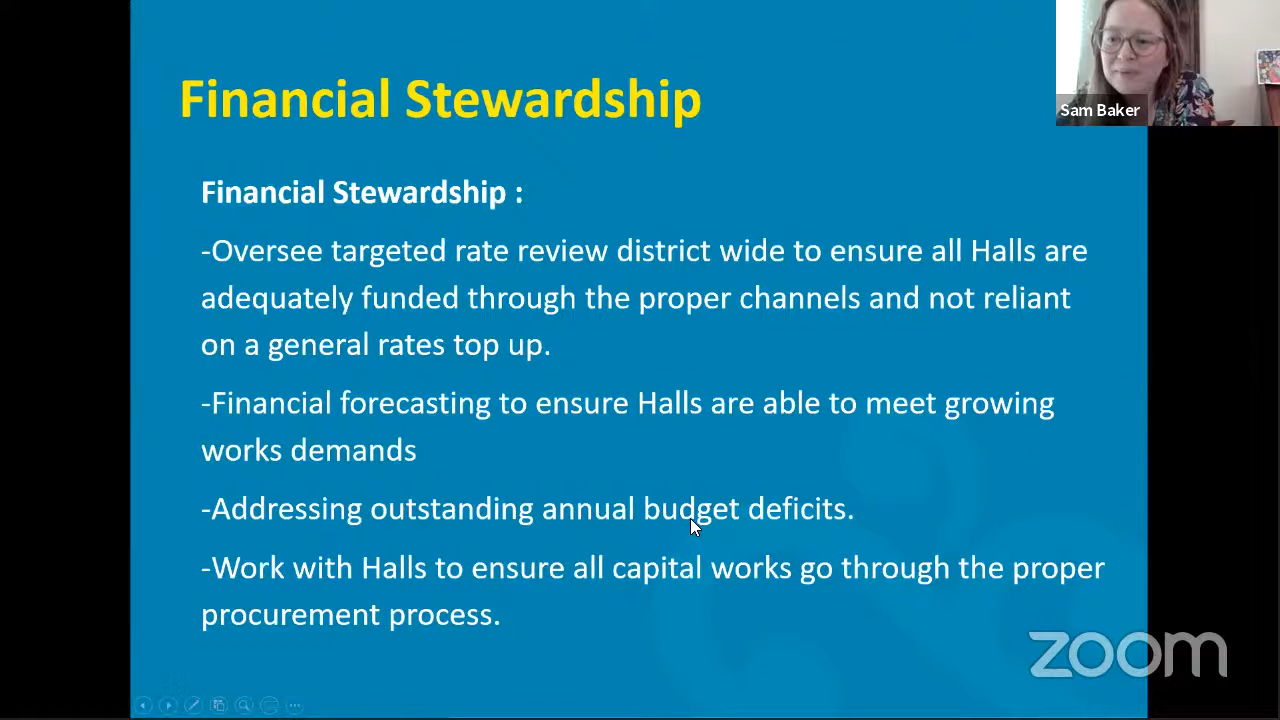 Financial Stewardship
Sam Baker
Financial Stewardship :
-Oversee targeted rate review district wide to ensure all Halls are
adequately funded through the proper channels and not reliant
on a general rates top up.
-Financial forecasting to ensure Halls are able to meet growing
works demands
-Addressing outstanding annual budget deficits.
-Work with Halls to ensure all capital works go through the proper
procurement process.
zoom